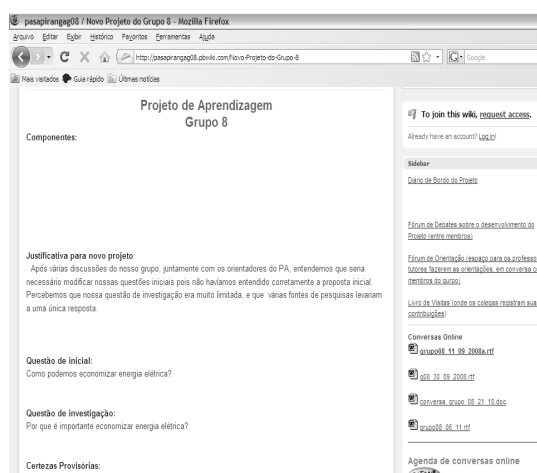 pasapirangag08 / Novo Projeto do Grupo 8 - Mozilla Firefox
Arquivo Editar Exibir Histórico Favoritos Ferramentas Ajuda
http://pasapirangag08.pbwiki.com/Novo-Projeto-do-Grupo-8
Google
Mais visitados Guia rápido Últimas notícias
Projeto de Aprendizagem
Grupo 8
Componentes:
Justificativa para novo projeto:
Após várias discussões do nosso grupo, juntamente com os orientadores do PA, entendemos que seria
necessário modificar nossas questões iniciais pois não havíamos entendido corretamente a proposta inicial.
Percebemos que nossa questão de investigação era muito limitada, e que várias fontes de pesquisas levariam
a uma única resposta.
Questão de inicial:
Como podemos economizar energia elétrica?
Questão de investigação:
Por que é importante economizar energia elétrica?
Certezas Provisórias:
To join this wiki, request access.
Already have an account? Log in!
Sidebar
Diário de Bordo do Projeto
Fórum de Debates sobre o desenvolvimento do
Projeto (entre membros)
Fórum de Orientação (espaço para os professo
tutores fazerem as orientações, em conversa c
membros do gurpo)
Livro de Visitas (onde os colegas registram sua
contribuições)
Conversas Online
grupo08_11_09_2008a.rtf
g08_30_09_2008.rtf
conversa_grupo_08_21_10.doc
grupo08_06_11.rtf
Agenda de conversas online